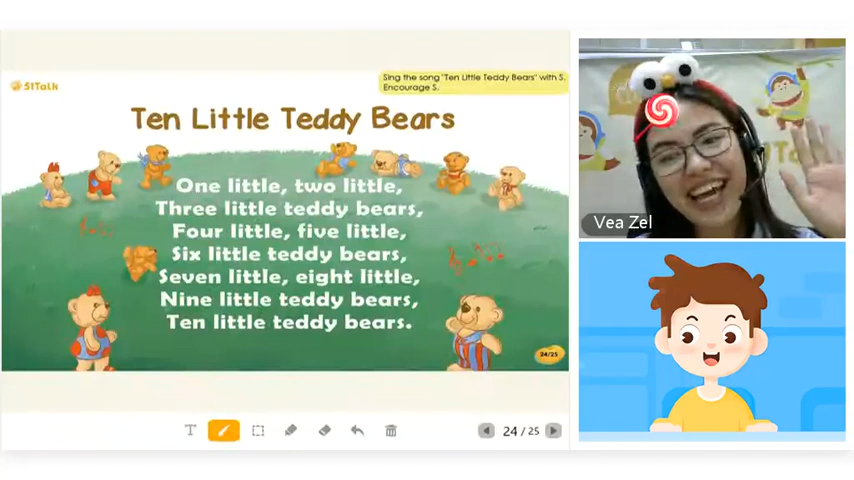 51Talk
Sing the song "Ten Little Teddy Bears" with S.
Encourage S.
Ten Little Teddy Bears
One little, two little,
Three little teddy bears,
Four little, five little,
Six little teddy bears,
Seven little, eight little,
Nine little teddy bears,
Ten little teddy bears.
24/25
T
24 / 25
Vea Zel